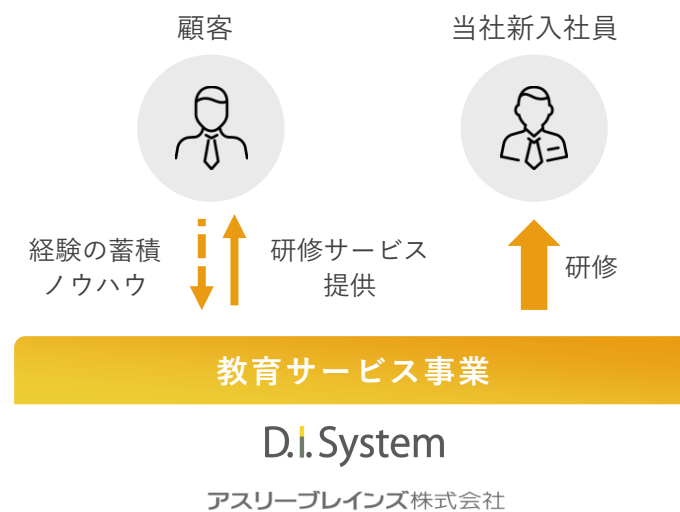 顧客
当社新入社員
経験の蓄積
ノウハウ
研修サービス
提供
研修
教育サービス事業
D.i.System
アスリーブレインズ株式会社